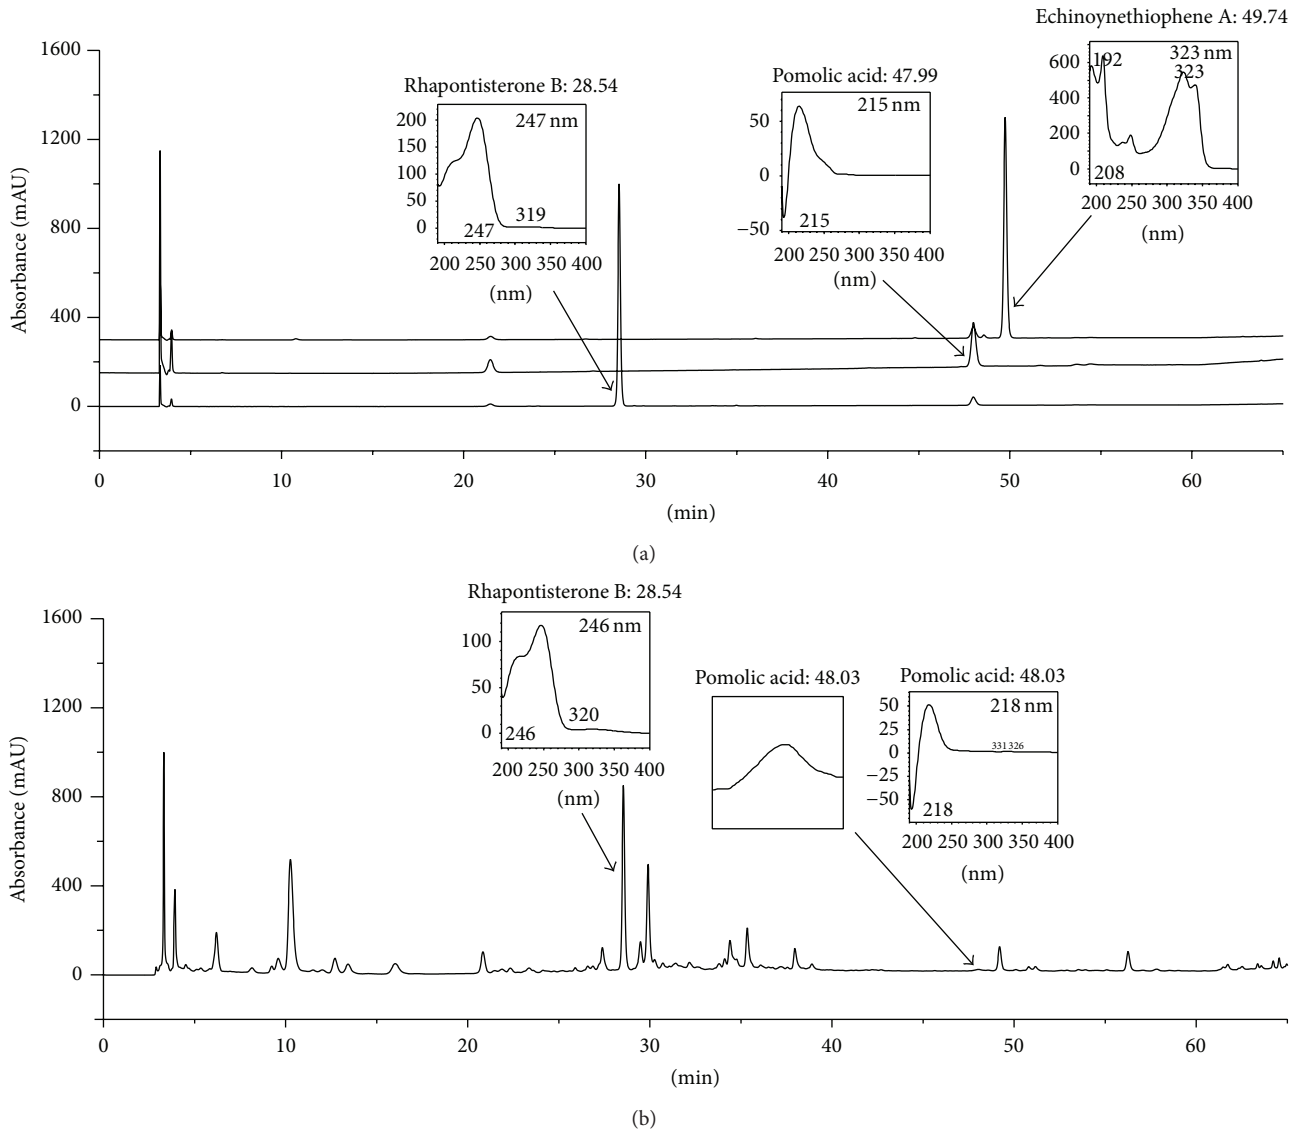 Echinoynethiophene A: 49.74
Rhapontisterone B: 28.54
Pomolic acid: 47.99
1600
1200
800
400
0
Absorbance (mAU)
200
150
100
50
0
247 nm
319
247
200 250 300 350 400
(nm)
50
0
−50
215 nm
215
200 250 300 350 400
(nm)
600
400
200
0
192
323 nm
323
208
200 250 300 350 400
(nm)
0 10 20 30 40 50 60
(min)
(a)
Rhapontisterone B: 28.54
Pomolic acid: 48.03
Pomolic acid: 48.03
1600
1200
800
400
0
Absorbance (mAU)
100
50
0
246 nm
320
246
200 250 300 350 400
(nm)
50
25
0
−25
−50
218 nm
331 326
218
200 250 300 350 400
(nm)
0 10 20 30 40 50 60
(min)
(b)